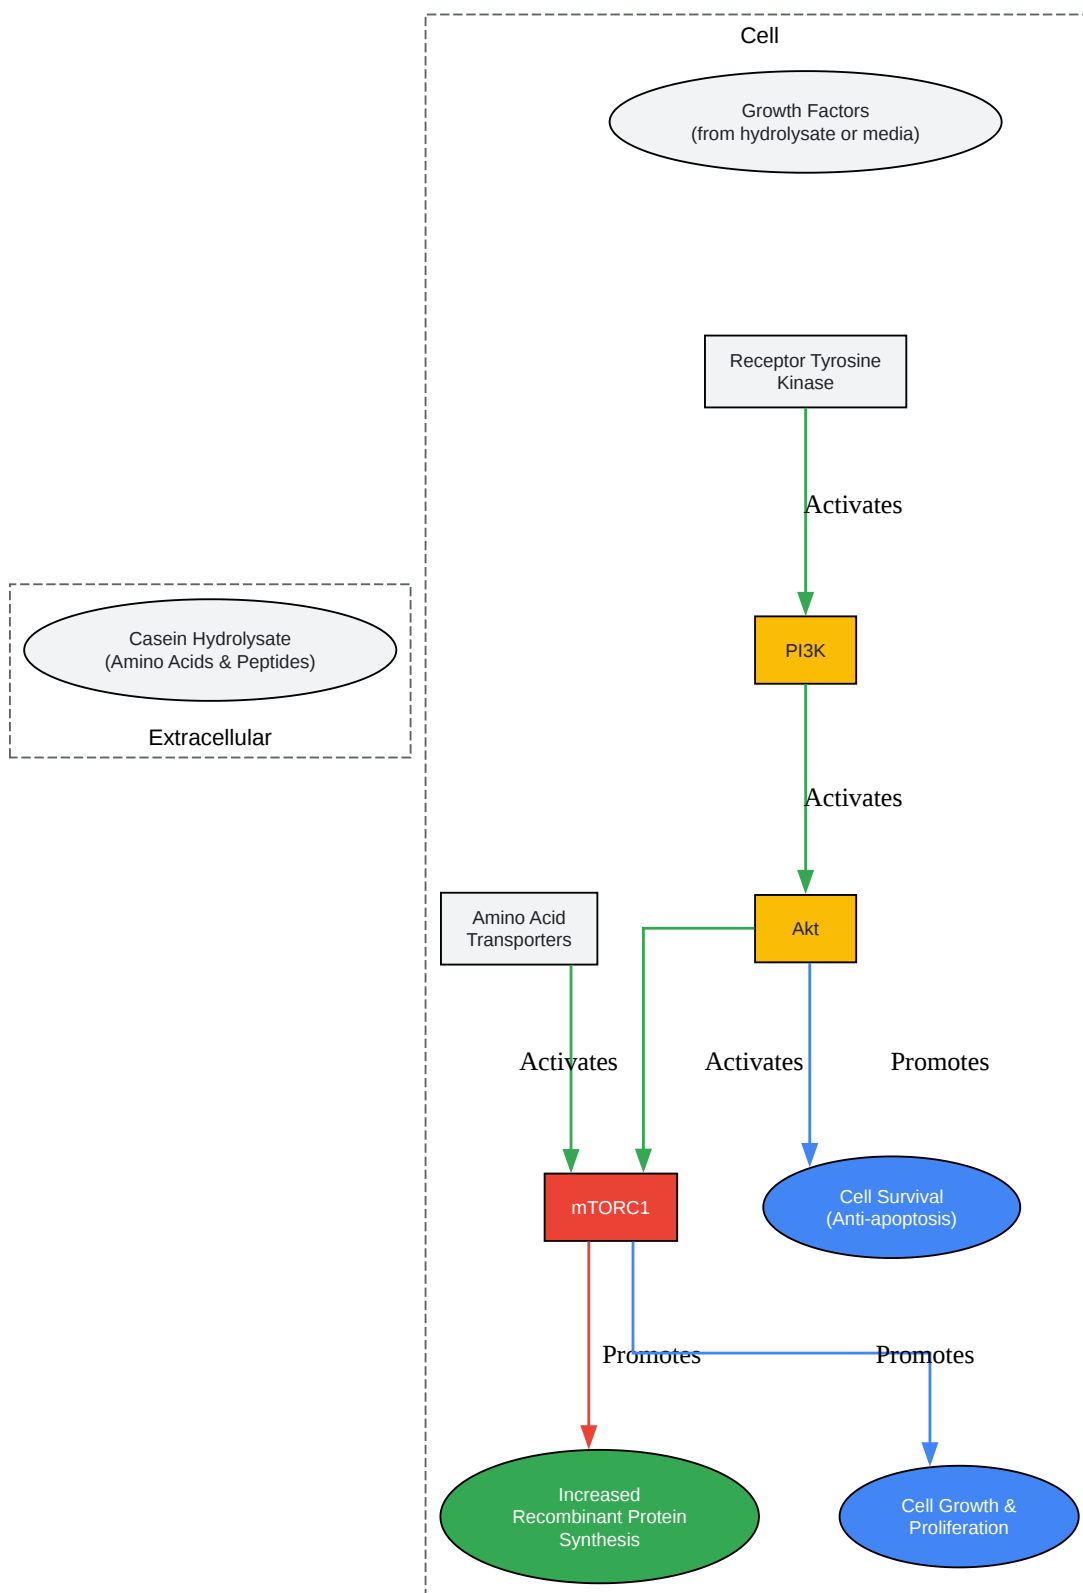 Cell
Growth Factors
(from hydrolysate or media)
Receptor Tyrosine
Kinase
Activates
Casein Hydrolysate
(Amino Acids & Peptides)
Extracellular
PI3K
Activates
Amino Acid
Transporters
Akt
Activates
Activates
Promotes
mTORC1
Cell Survival
(Anti-apoptosis)
Promotes
Promotes
Increased
Recombinant Protein
Synthesis
Cell Growth &
Proliferation